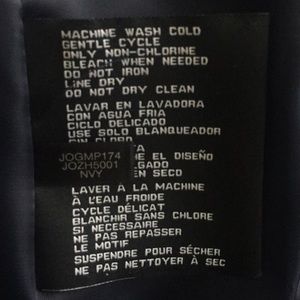 MACHINE WASH COLD
GENTLE CYCLE
ONLY NON-CHLORINE
BLEACH WHEN NEEDED
DO NOT IRON
LINE DRY
DO NOT DRY CLEAN
LAVAR EN LAVADORA
CON AGUA FRIA
CICLO DELICADO
USE SOLO BLANQUEADOR
SIN CLORO
JOGMP174
JOZH5001
NVY
EL DISEÑO
EN SECO
LAVER À LA MACHINE
À L'EAU FROIDE
CYCLE DÉLICAT
BLANCHIR SANS CHLORE
SI NECESSAIRE
NE PAS REPASSER
LE MOTIF
SUSPENDRE POUR SÉCHER
NE PAS NETTOYER À SEC